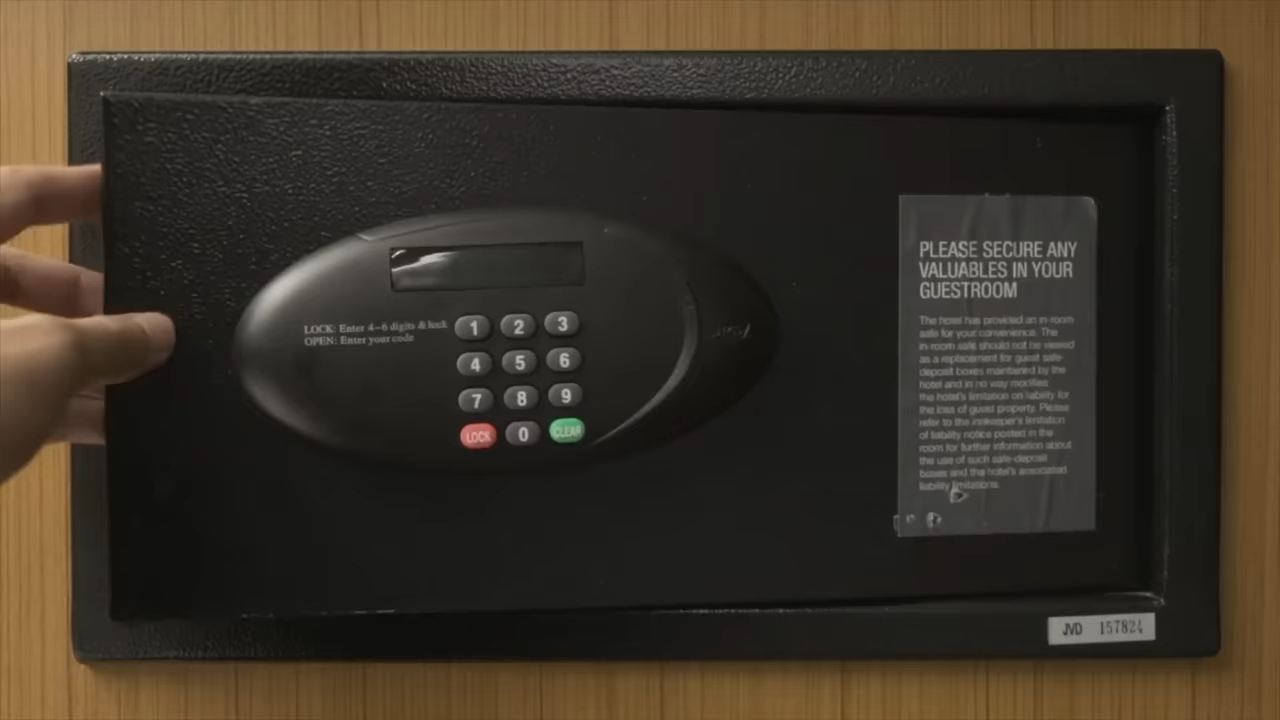 LOCK: Enter 4-6 digits & lock
OPEN: Enter your code
1 2 3
4 5 6
7 8 9
LOCK 0 CLEAR
PLEASE SECURE ANY
VALUABLES IN YOUR
GUESTROOM
The hotel has provided an in-room
safe for your convenience. The
in-room safe should not be viewed
as a replacement for guest safe-
deposit boxes maintained by the
hotel and in no way modifies
the hotel's limitation on liability for
the loss of guest property. Please
refer to the innkeeper's limitation
of liability notice posted in the
room for further information about
the use of such safe-deposit
boxes and the hotel's associated
liability limitations.
JVD 157824